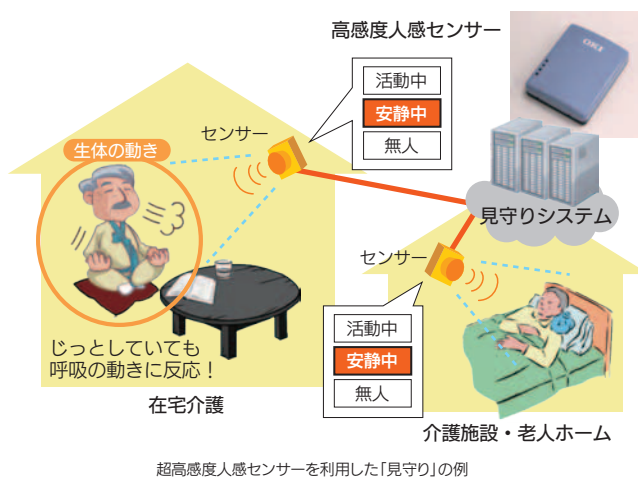 高感度人感センサー
OKI
活動中
安静中
無人
センサー
生体の動き
見守りシステム
センサー
活動中
安静中
無人
じっとしていても
呼吸の動きに反応！
在宅介護
介護施設・老人ホーム
超高感度人感センサーを利用した「見守り」の例